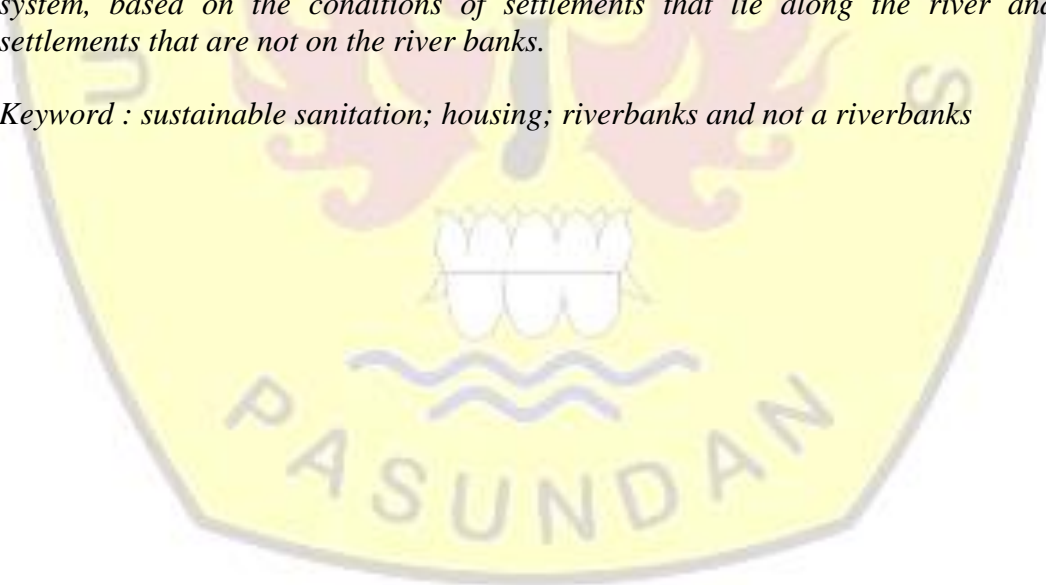 system, based on the conditions of settlements that lie along the river and
settlements that are not on the river banks.
Keyword : sustainable sanitation; housing; riverbanks and not a riverbanks
U S
PASUNDAN